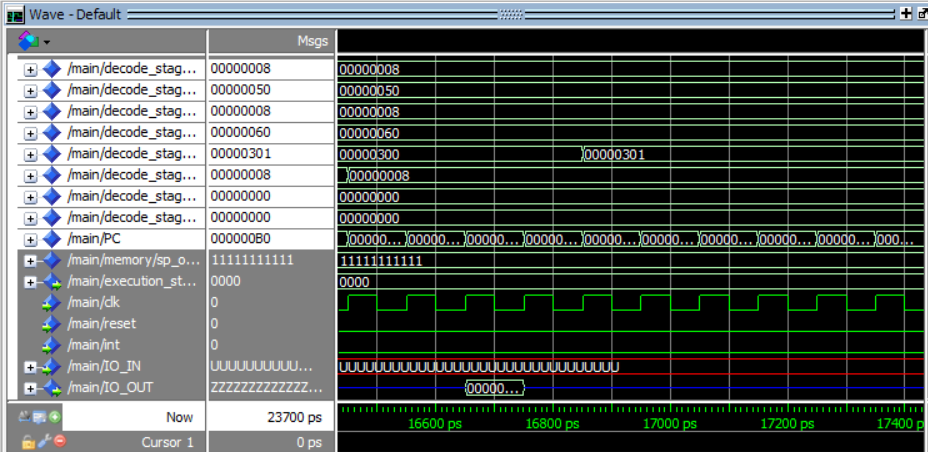 Wave - Default
Msgs
/main/decode_stag... 00000008 00000008
/main/decode_stag... 00000050 00000050
/main/decode_stag... 00000008 00000008
/main/decode_stag... 00000060 00000060
/main/decode_stag... 00000301 00000300 00000301
/main/decode_stag... 00000008 00000008
/main/decode_stag... 00000000 00000000
/main/decode_stag... 00000000 00000000
/main/PC 000000B0 00000... 00000... 00000... 00000... 00000... 00000... 00000... 00000... 00000... 000...
/main/memory/sp_o... 11111111111 11111111111
/main/execution_st... 0000 0000
/main/clk 0
/main/reset 0
/main/int 0
/main/IO_IN UUUUUUUUUU... UUUUUUUUUUUUUUUUUUUUUUUUUUUUUUUU
/main/IO_OUT ZZZZZZZZZZZZZ... 00000...
Now 23700 ps 16600 ps 16800 ps 17000 ps 17200 ps 17400 p
Cursor 1 0 ps